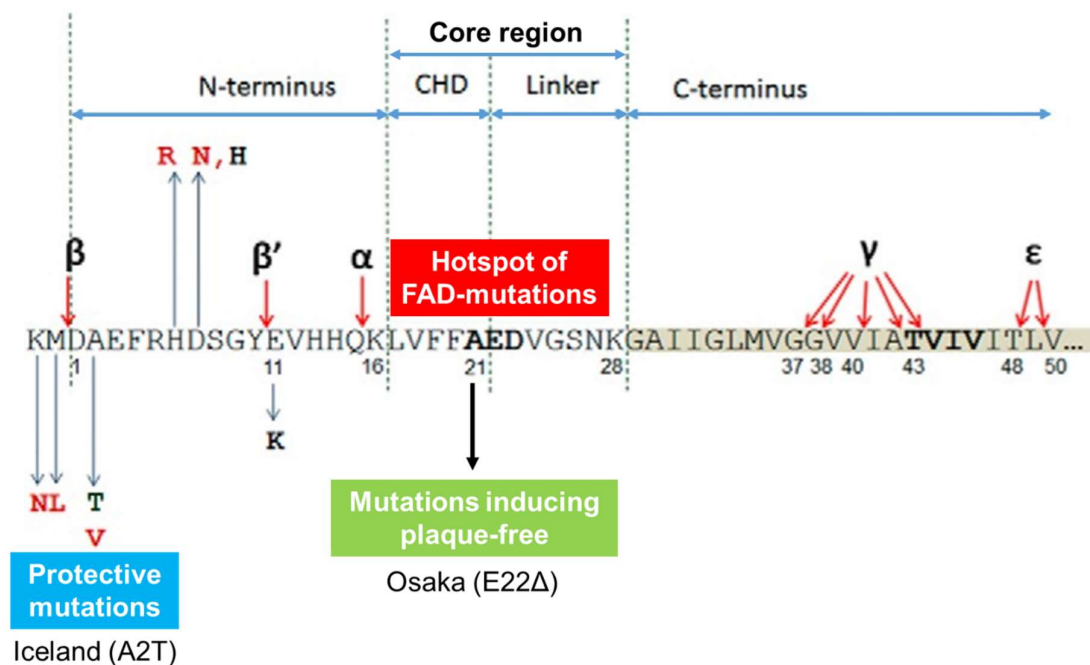 Core region
N-terminus CHD Linker C-terminus
R N, H
β β' α γ ε
Hotspot of
FAD-mutations
KMDAEFRHDSGYEVHHQKLVFFAEDVGSNKGAIIGLMVGGVVIATVIVITLV...
1 11 16 21 28 37 38 40 43 48 50
K
NL T
V
Mutations inducing
plaque-free
Osaka (E22Δ)
Protective
mutations
Iceland (A2T)